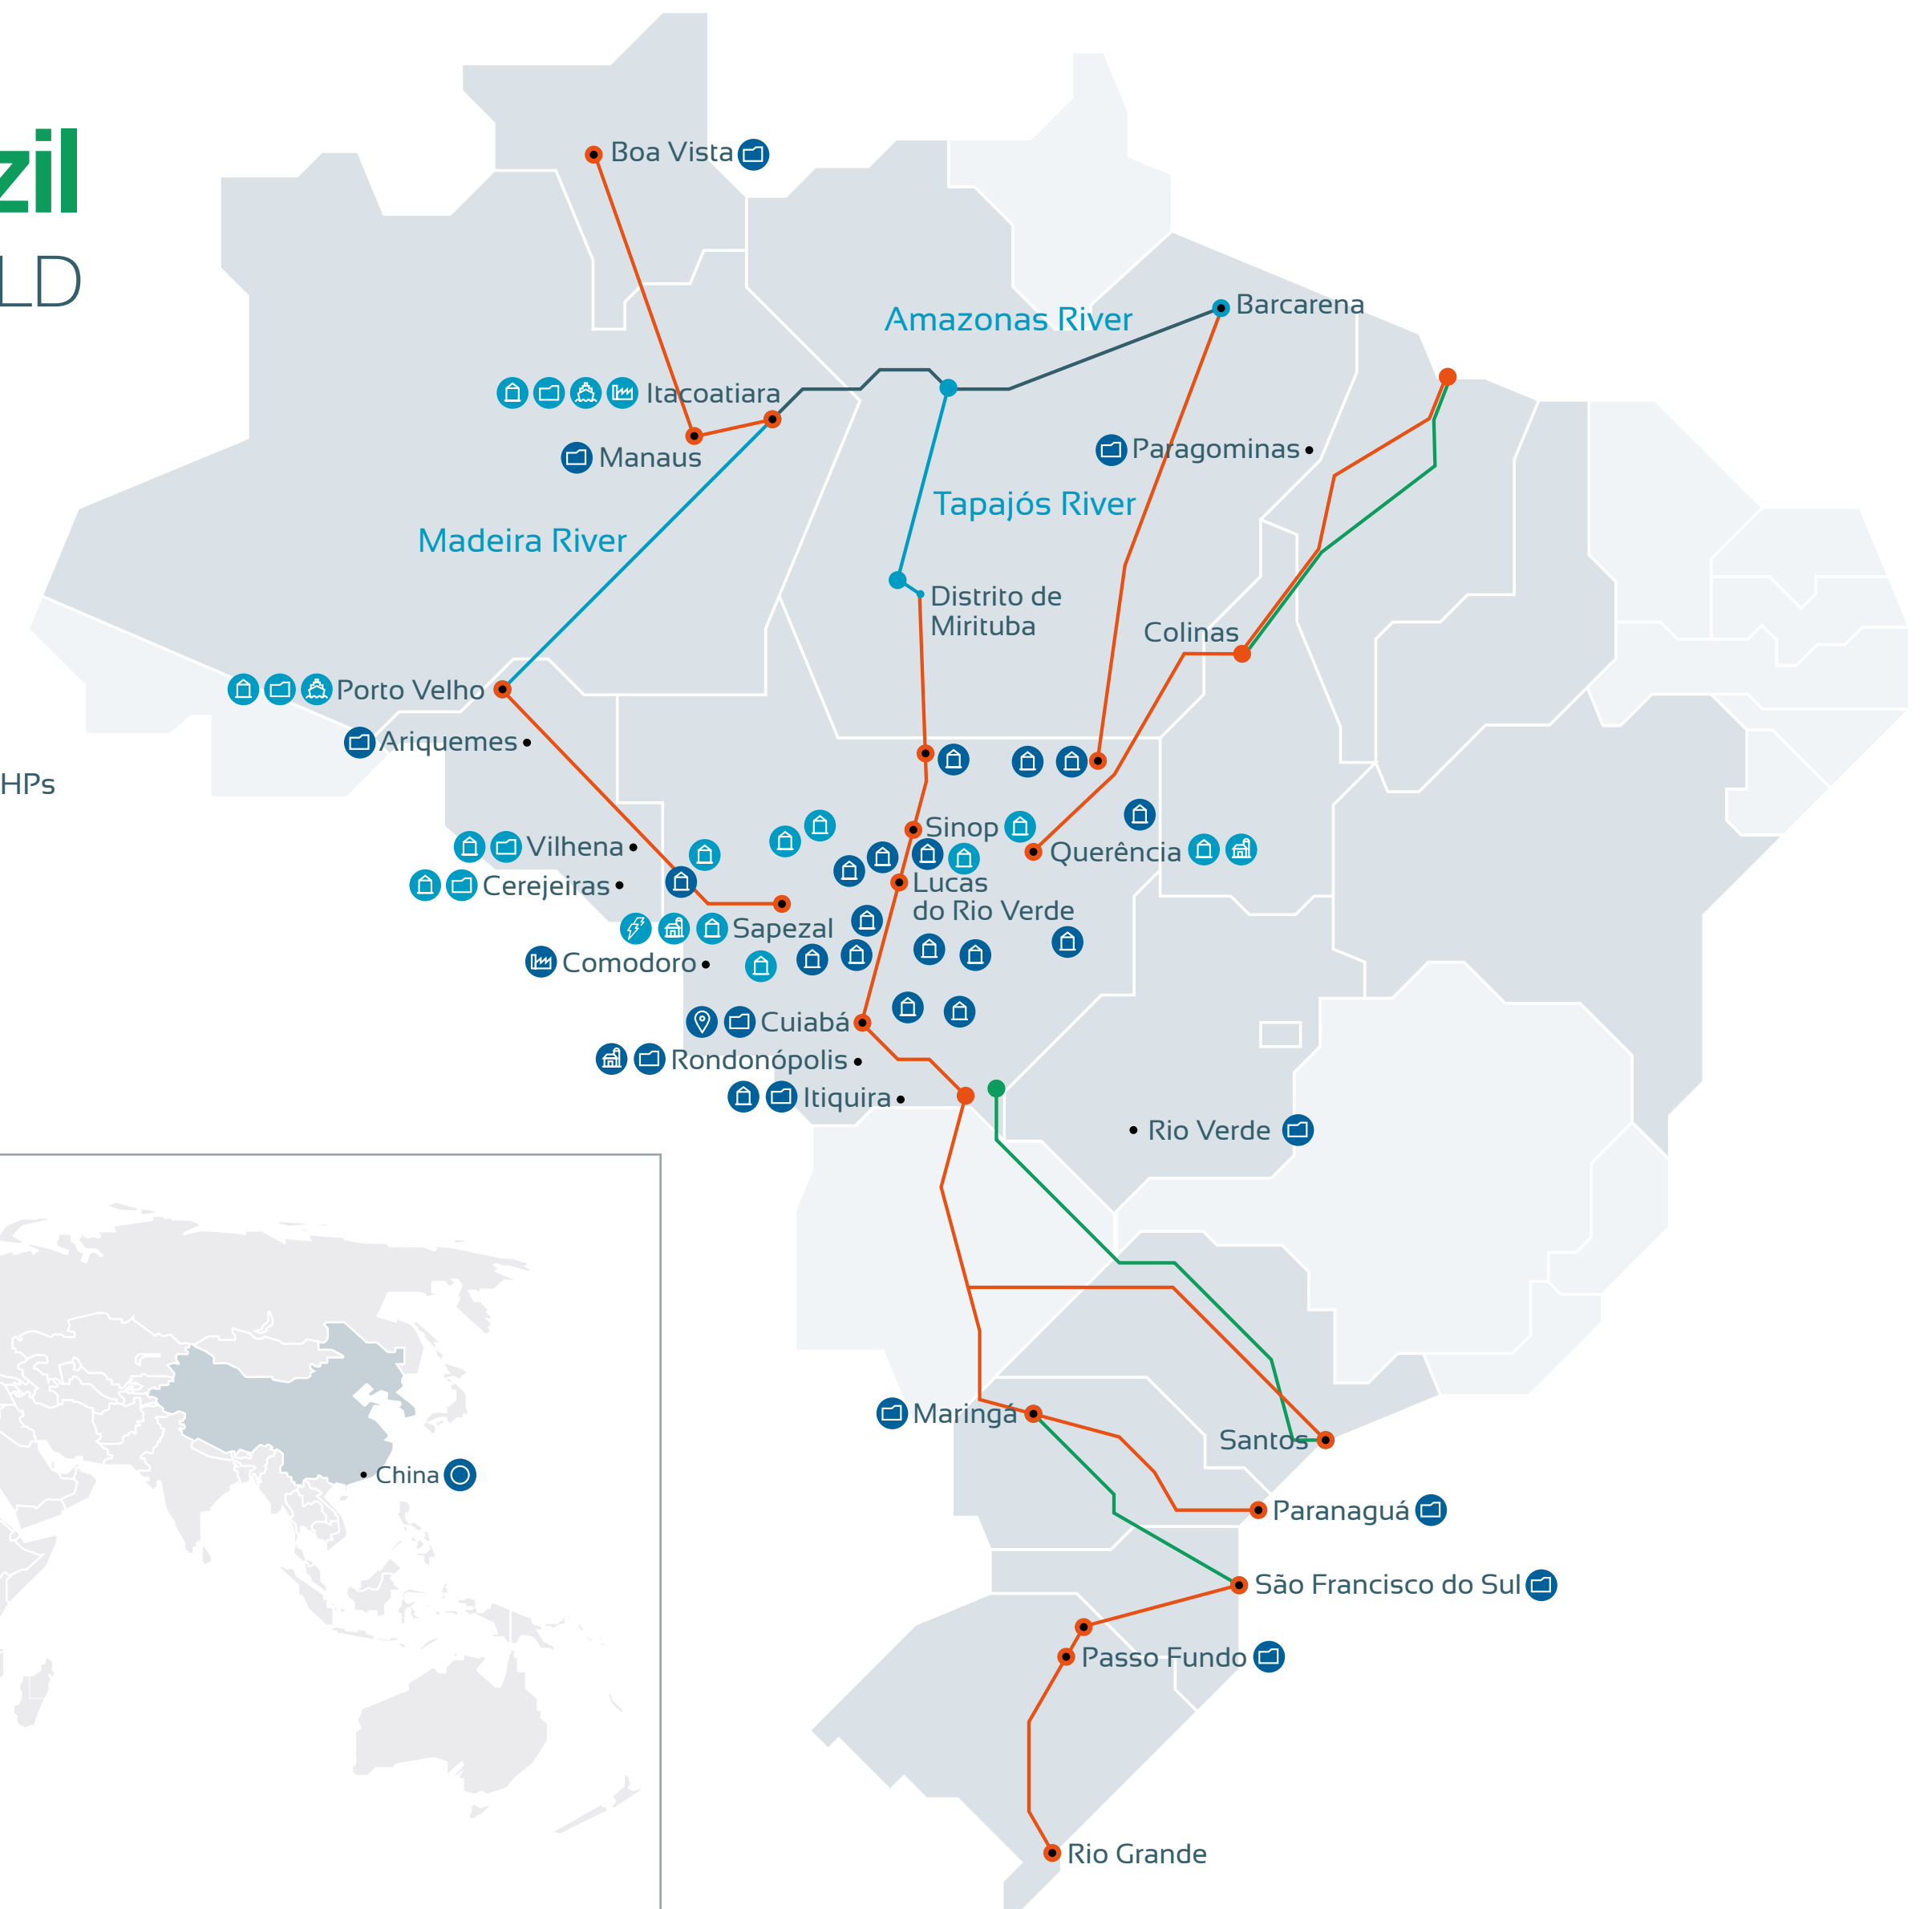 zil
LD
HPs
Boa Vista
Amazonas River
Barcarena
Itacoatiara
Manaus
Paragominas
Tapajós River
Madeira River
Distrito de
Mirituba
Colinas
Porto Velho
Ariquemes
Sinop
Vilhena
Querência
Cerejeiras
Lucas
do Rio Verde
Sapezal
Comodoro
Cuiabá
Rondonópolis
Itiquira
Rio Verde
Maringá
Santos
China
Paranaguá
São Francisco do Sul
Passo Fundo
Rio Grande